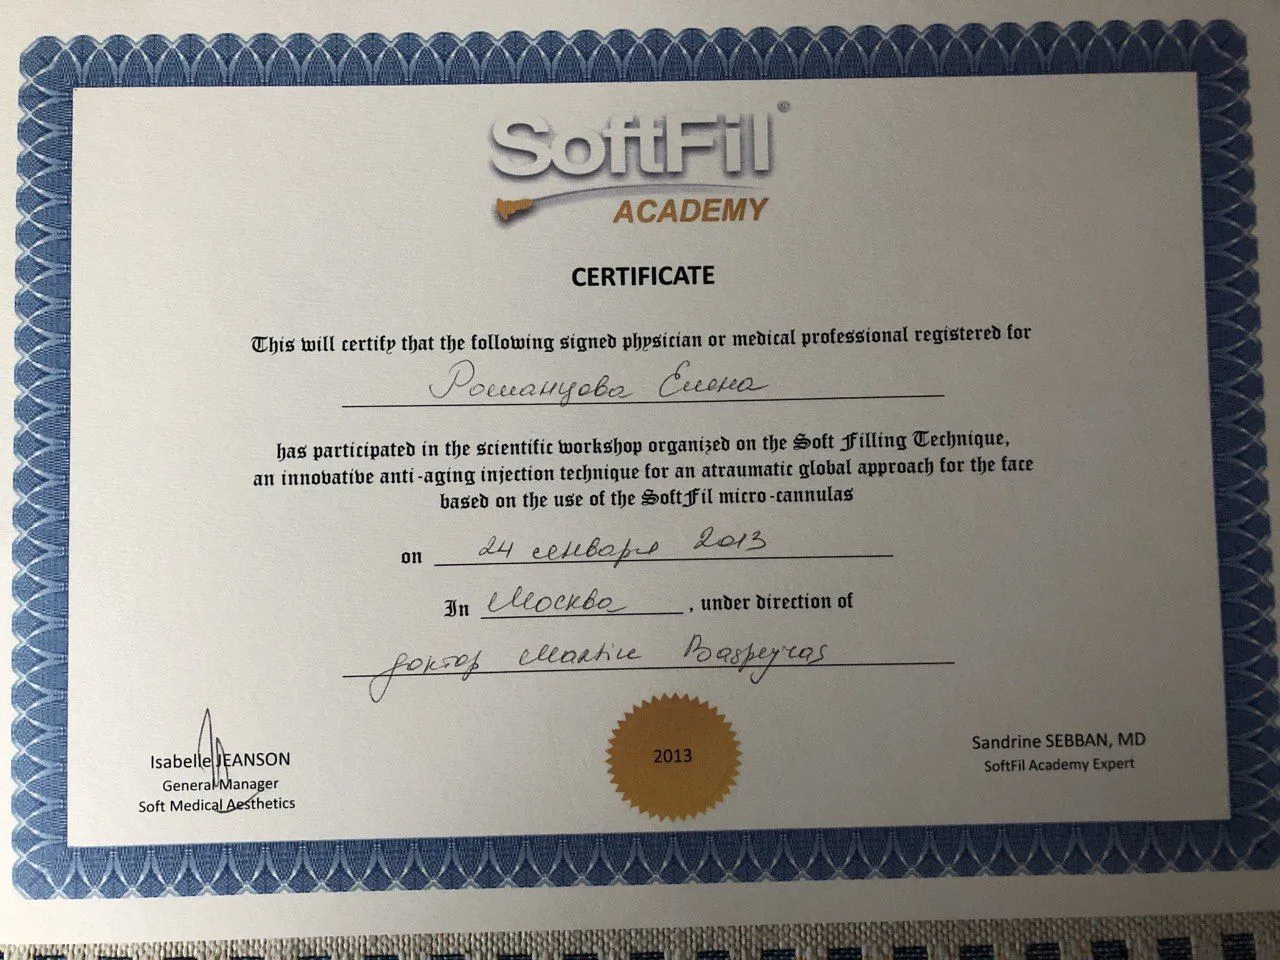 SoftFil®
ACADEMY
CERTIFICATE
This will certify that the following signed physician or medical professional registered for
Романцова Елена
has participated in the scientific workshop organized on the Soft Filling Technique,
an innovative anti-aging injection technique for an atraumatic global approach for the face
based on the use of the SoftFil micro-cannulas
on 24 января 2013
In Москва, under direction of
доктор Martine Baspeyras
2013
Isabelle JEANSON
General Manager
Soft Medical Aesthetics
Sandrine SEBBAN, MD
SoftFil Academy Expert